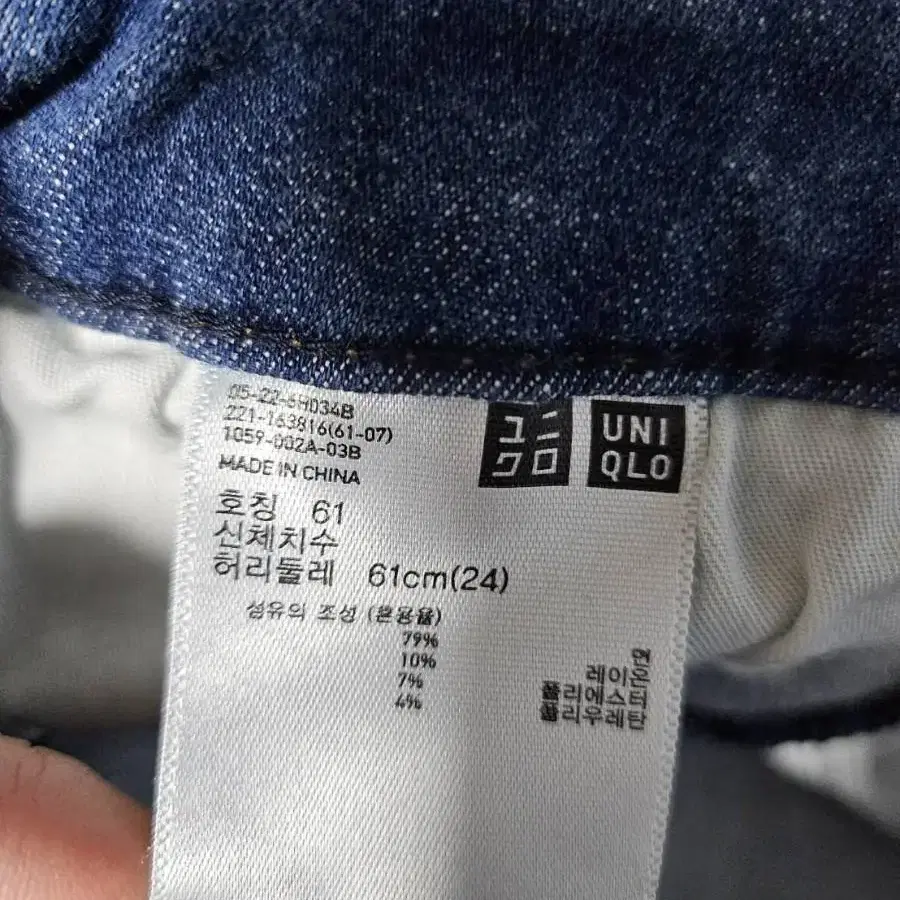 05-22-6H034B
221-163816(61-07)
1059-002A-03B
MADE IN CHINA
ユニ
クロ
UNI
QLO
호칭 61
신체치수
허리둘레 61cm(24)
섬유의 조성 (혼용율)
79% 면
10% 레이온
7% 폴리에스터
4% 폴리우레탄